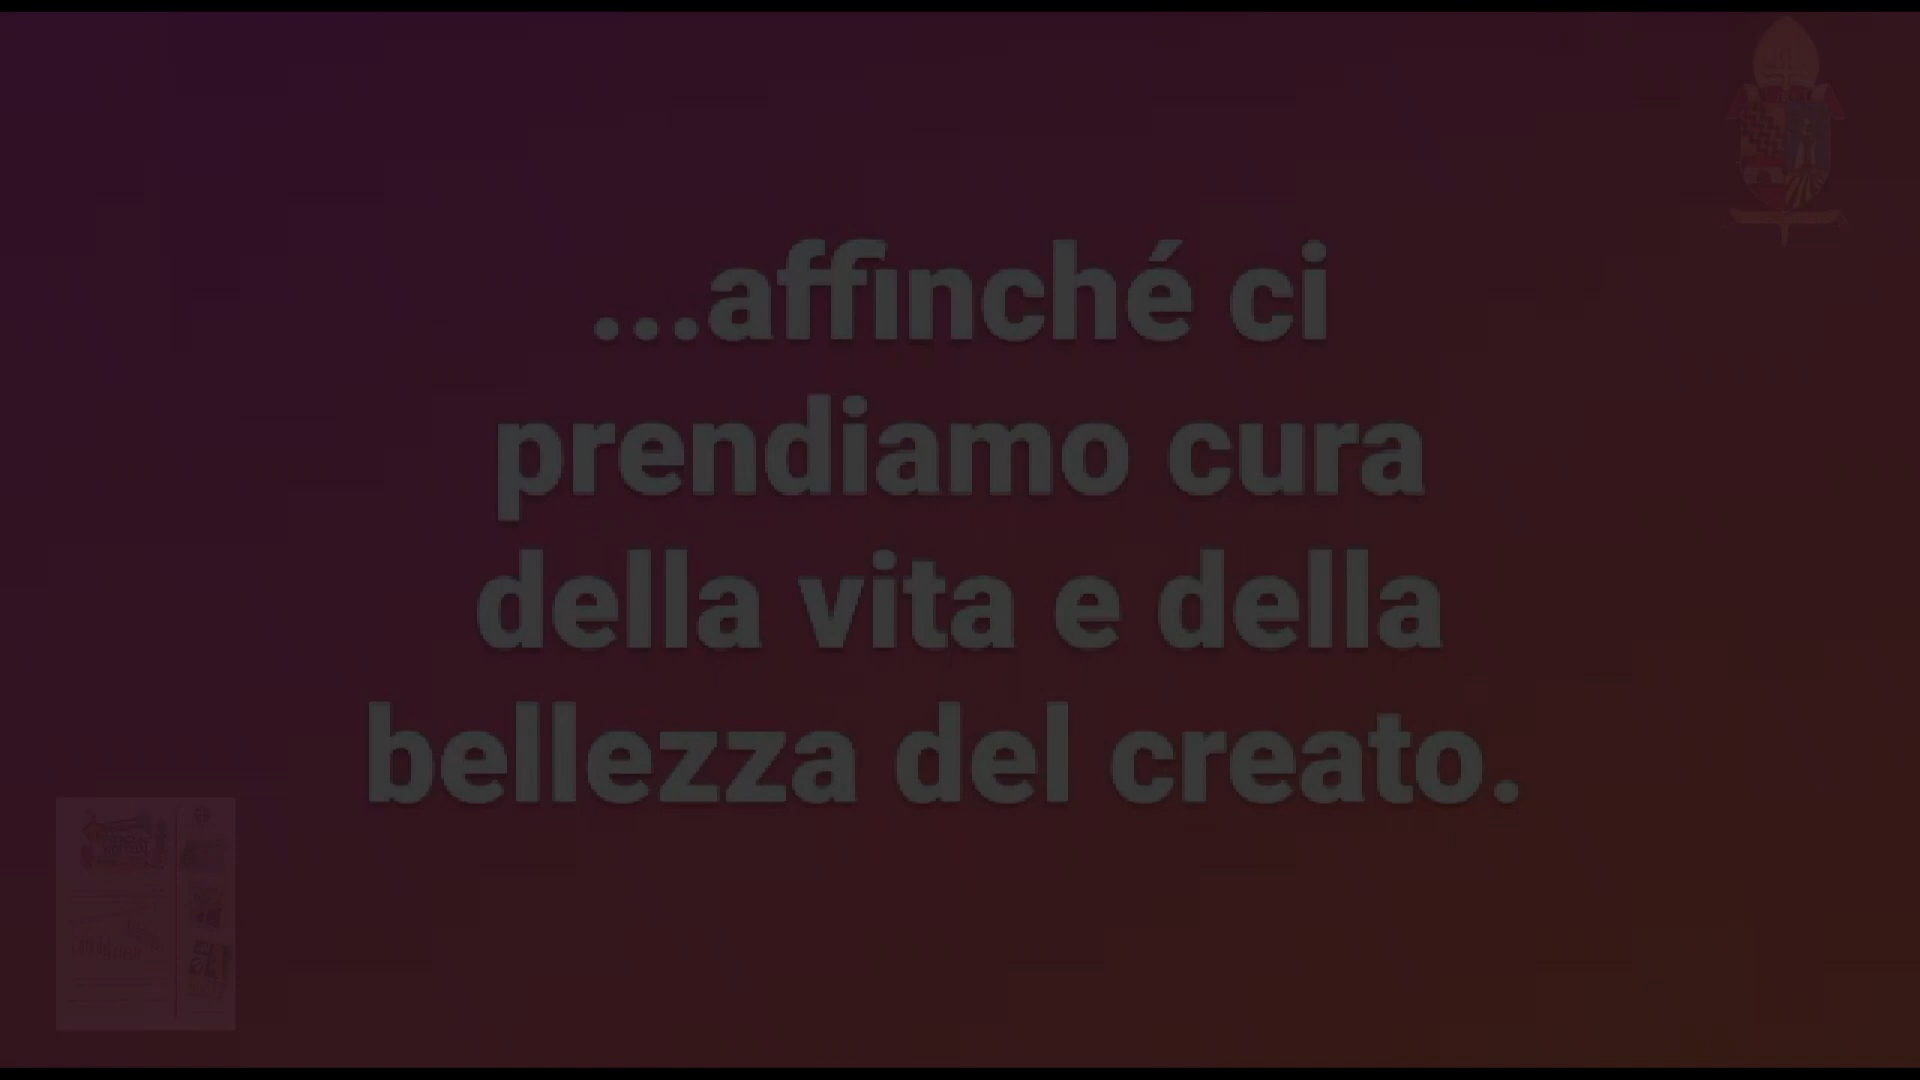 ...affinché ci
prendiamo cura
della vita e della
bellezza del creato.